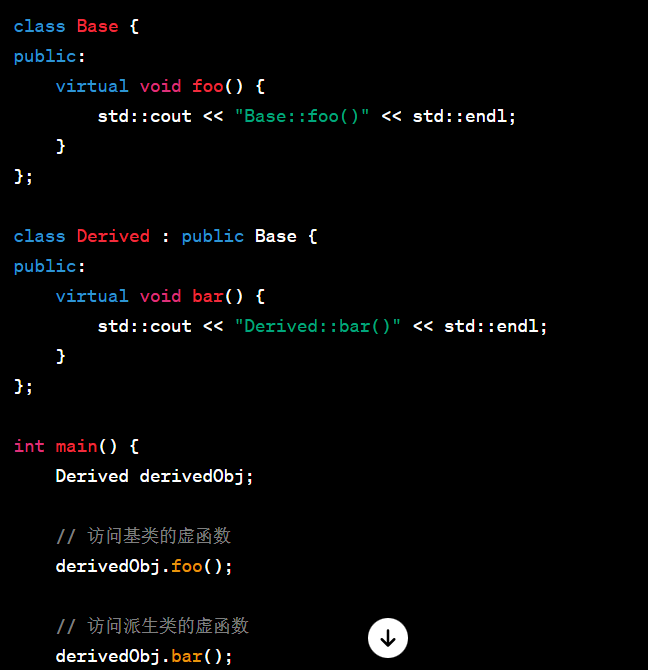 class Base {
public:
    virtual void foo() {
        std::cout << "Base::foo()" << std::endl;
    }
};

class Derived : public Base {
public:
    virtual void bar() {
        std::cout << "Derived::bar()" << std::endl;
    }
};

int main() {
    Derived derivedObj;

    // 访问基类的虚函数
    derivedObj.foo();

    // 访问派生类的虚函数
    derivedObj.bar();